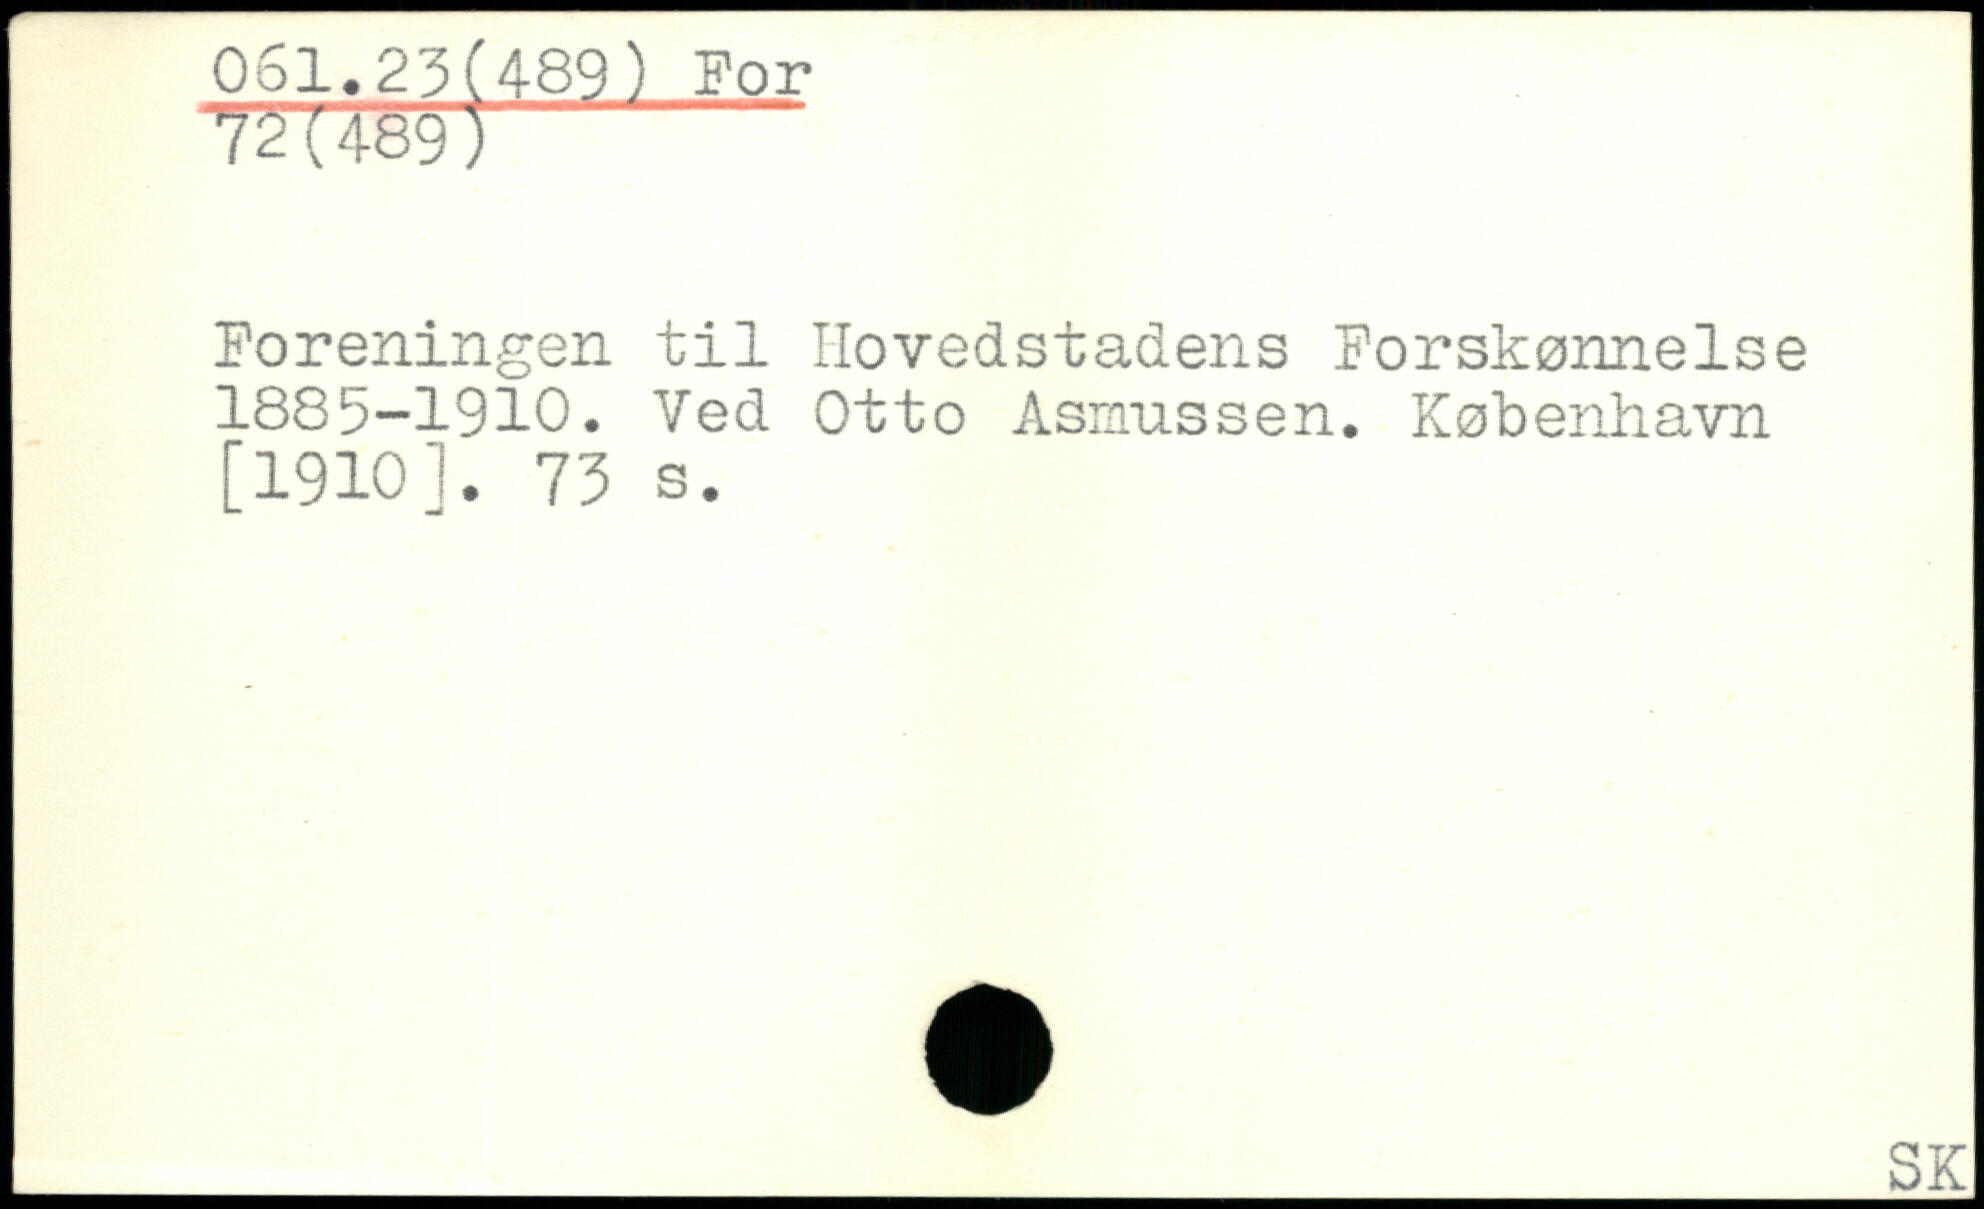 061.23(489) For
72(489)
Foreningen til Hovedstadens Forskønnelse
1885-1910. Ved Otto Asmussen. København
[1910]. 73 s.
SK